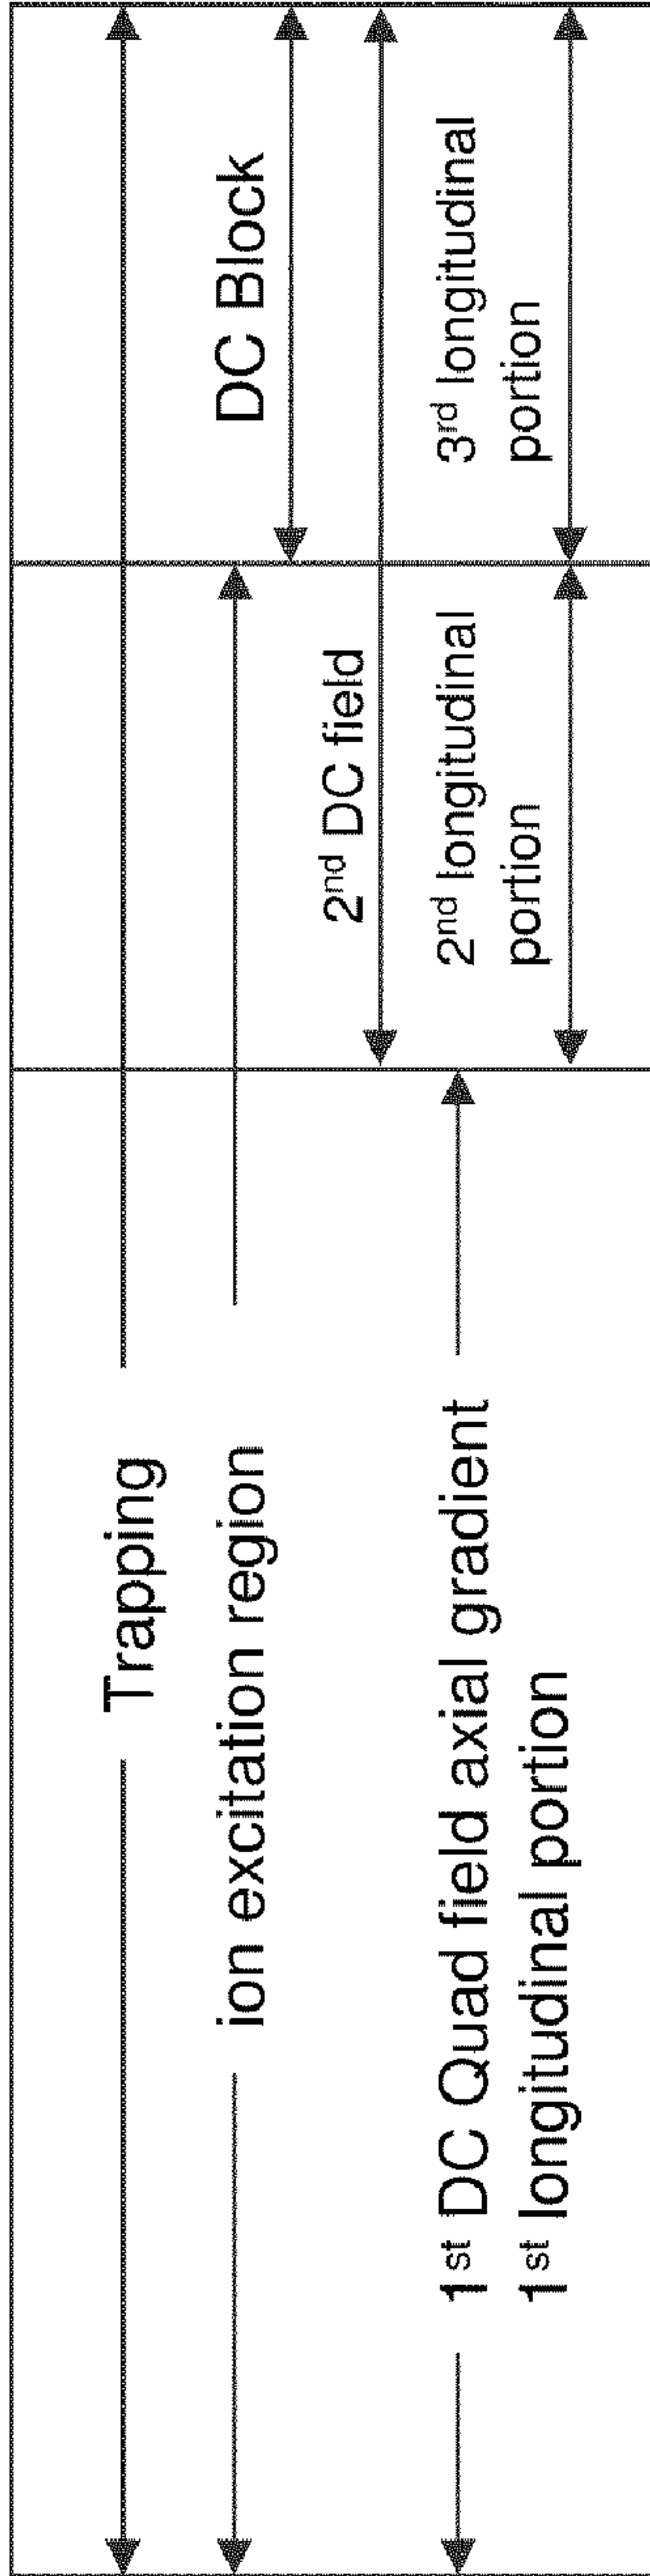 Trapping
ion excitation region
DC Block
2nd DC field
1st DC Quad field axial gradient
1st longitudinal portion
2nd longitudinal
portion
3rd longitudinal
portion